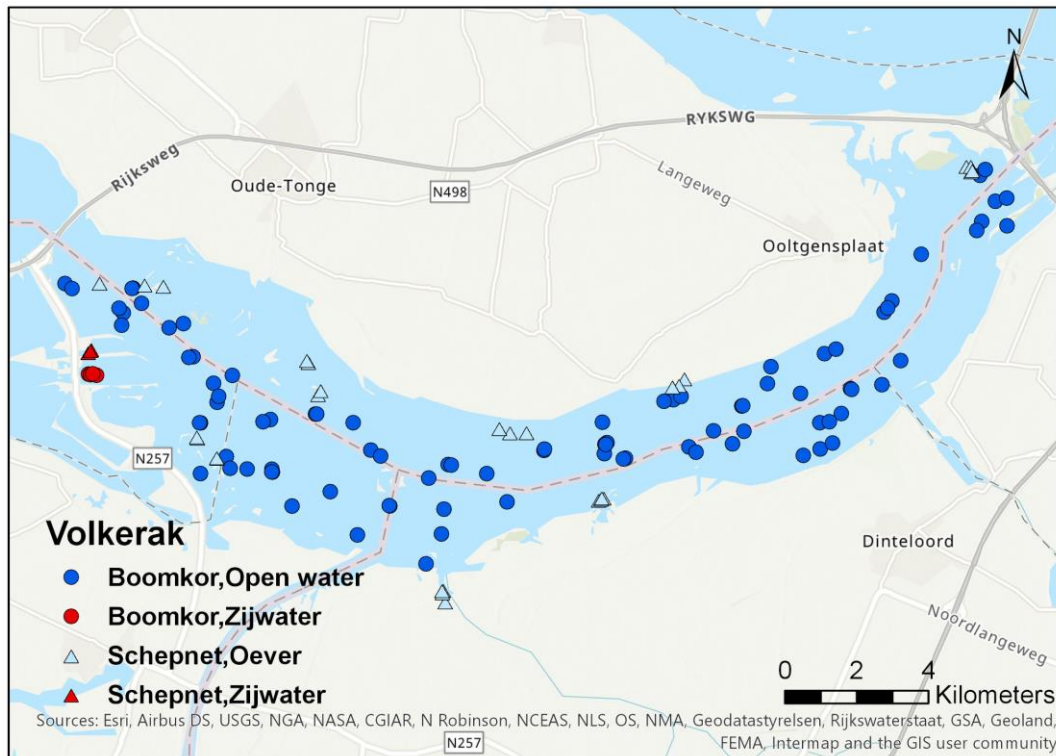 N
RYKSWG
Rijksweg
Oude-Tonge
Langeweg
N498
Ooltgensplaat
N257
Volkerak
Boomkor,Open water
Boomkor,Zijwater
Schepnet,Oever
Schepnet,Zijwater
Dinteloord
Noordlangeweg
0 2 4
Kilometers
Sources: Esri, Airbus DS, USGS, NGA, NASA, CGIAR, N Robinson, NCEAS, NLS, OS, NMA, Geodatastyrelsen, Rijkswaterstaat, GSA, Geoland,
FEMA, Intermap and the GIS user community
N257